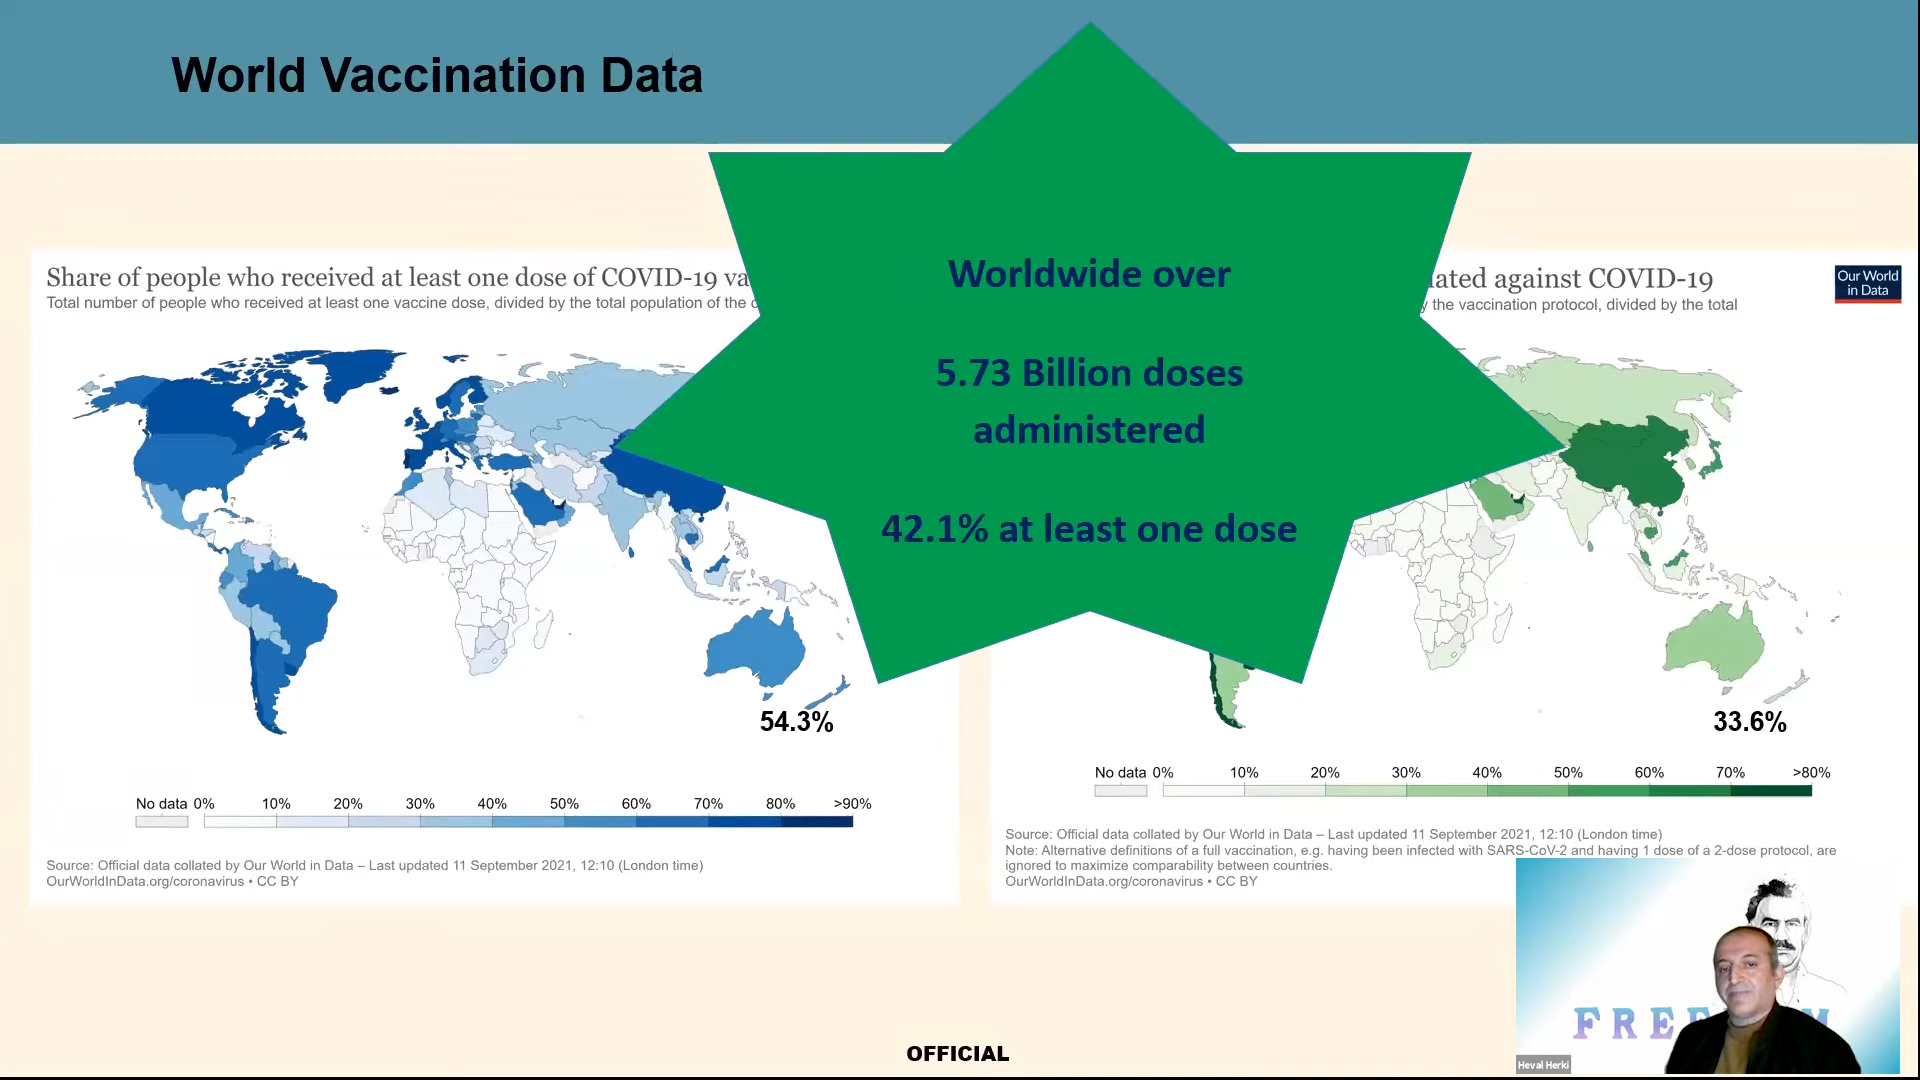 World Vaccination Data
Share of people who received at least one dose of COVID-19 va
Total number of people who received at least one vaccine dose, divided by the total population of the c
54.3%
No data 0% 10% 20% 30% 40% 50% 60% 70% 80% >90%
Source: Official data collated by Our World in Data – Last updated 11 September 2021, 12:10 (London time)
OurWorldInData.org/coronavirus • CC BY
Worldwide over
5.73 Billion doses
administered
42.1% at least one dose
ated against COVID-19
y the vaccination protocol, divided by the total
Our World
in Data
33.6%
No data 0% 10% 20% 30% 40% 50% 60% 70% >80%
Source: Official data collated by Our World in Data – Last updated 11 September 2021, 12:10 (London time)
Note: Alternative definitions of a full vaccination, e.g. having been infected with SARS-CoV-2 and having 1 dose of a 2-dose protocol, are
ignored to maximize comparability between countries.
OurWorldInData.org/coronavirus • CC BY
FRE M
Heval Herki
OFFICIAL